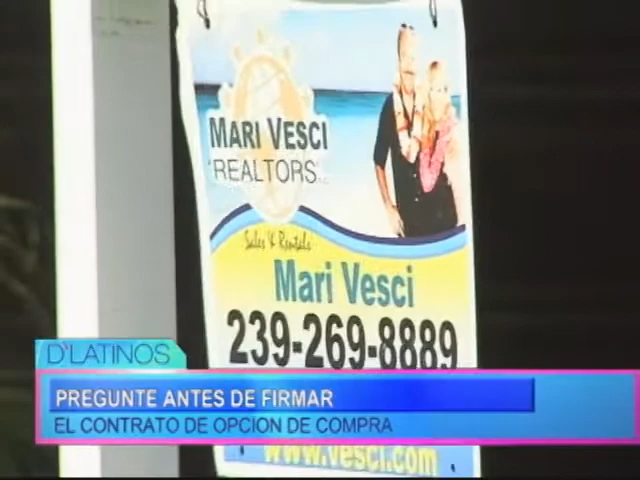 MARI VESCI
REALTORS
Sales & Rentals
Mari Vesci
239-269-8889
D'LATINOS
PREGUNTE ANTES DE FIRMAR
EL CONTRATO DE OPCION DE COMPRA
www.vesci.com